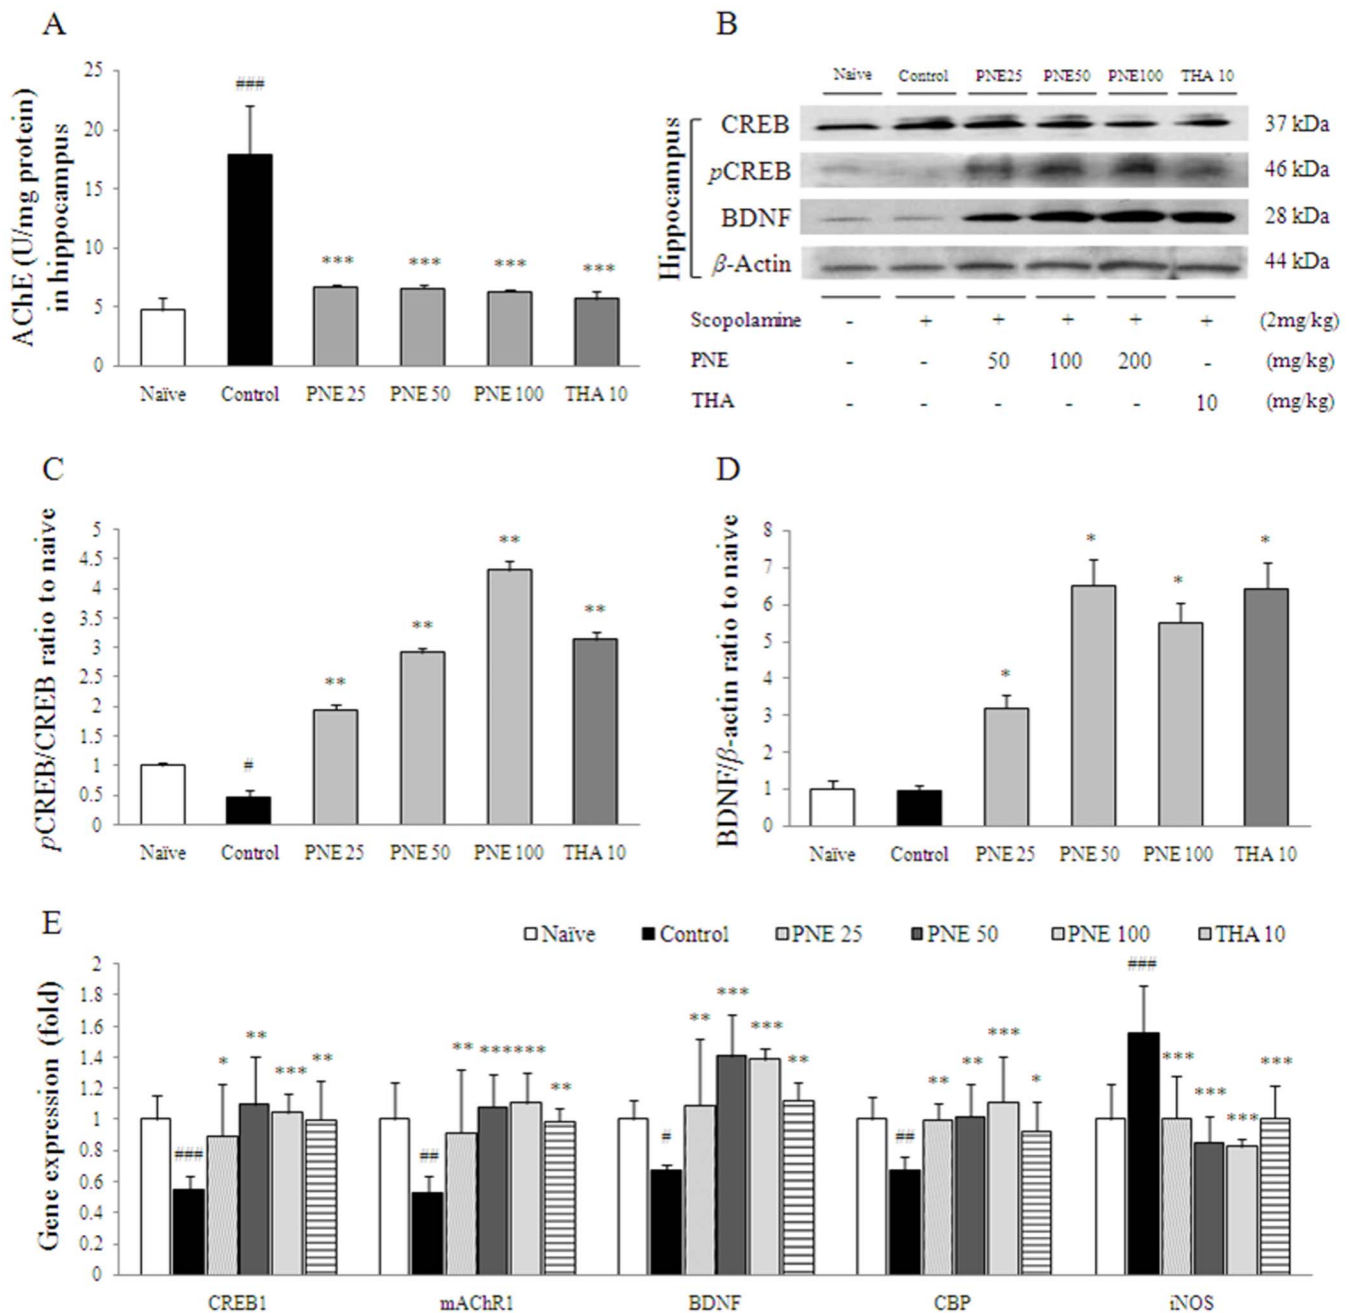 A
AChE (U/mg protein)
in hippocampus
25
20
15
10
5
0
###
***
***
***
***
Naïve Control PNE 25 PNE 50 PNE 100 THA 10
B
Naive Control PNE25 PNE50 PNE100 THA 10
Hippocampus
CREB 37 kDa
pCREB 46 kDa
BDNF 28 kDa
β-Actin 44 kDa
Scopolamine - + + + + + (2mg/kg)
PNE - - 50 100 200 - (mg/kg)
THA - - - - - 10 (mg/kg)
C
pCREB/CREB ratio to naive
5
4.5
4
3.5
3
2.5
2
1.5
1
0.5
0
#
**
**
**
**
Naïve Control PNE 25 PNE 50 PNE 100 THA 10
D
BDNF/β-actin ratio to naive
8
7
6
5
4
3
2
1
0
*
*
*
*
Naïve Control PNE 25 PNE 50 PNE 100 THA 10
E
Naïve Control PNE 25 PNE 50 PNE 100 THA 10
Gene expression (fold)
2
1.8
1.6
1.4
1.2
1
0.8
0.6
0.4
0.2
0
### * ** *** **
## ** *** *** **
# ** *** *** **
## ** ** *** *
### *** *** *** ***
CREB1 mAChR1 BDNF CBP iNOS